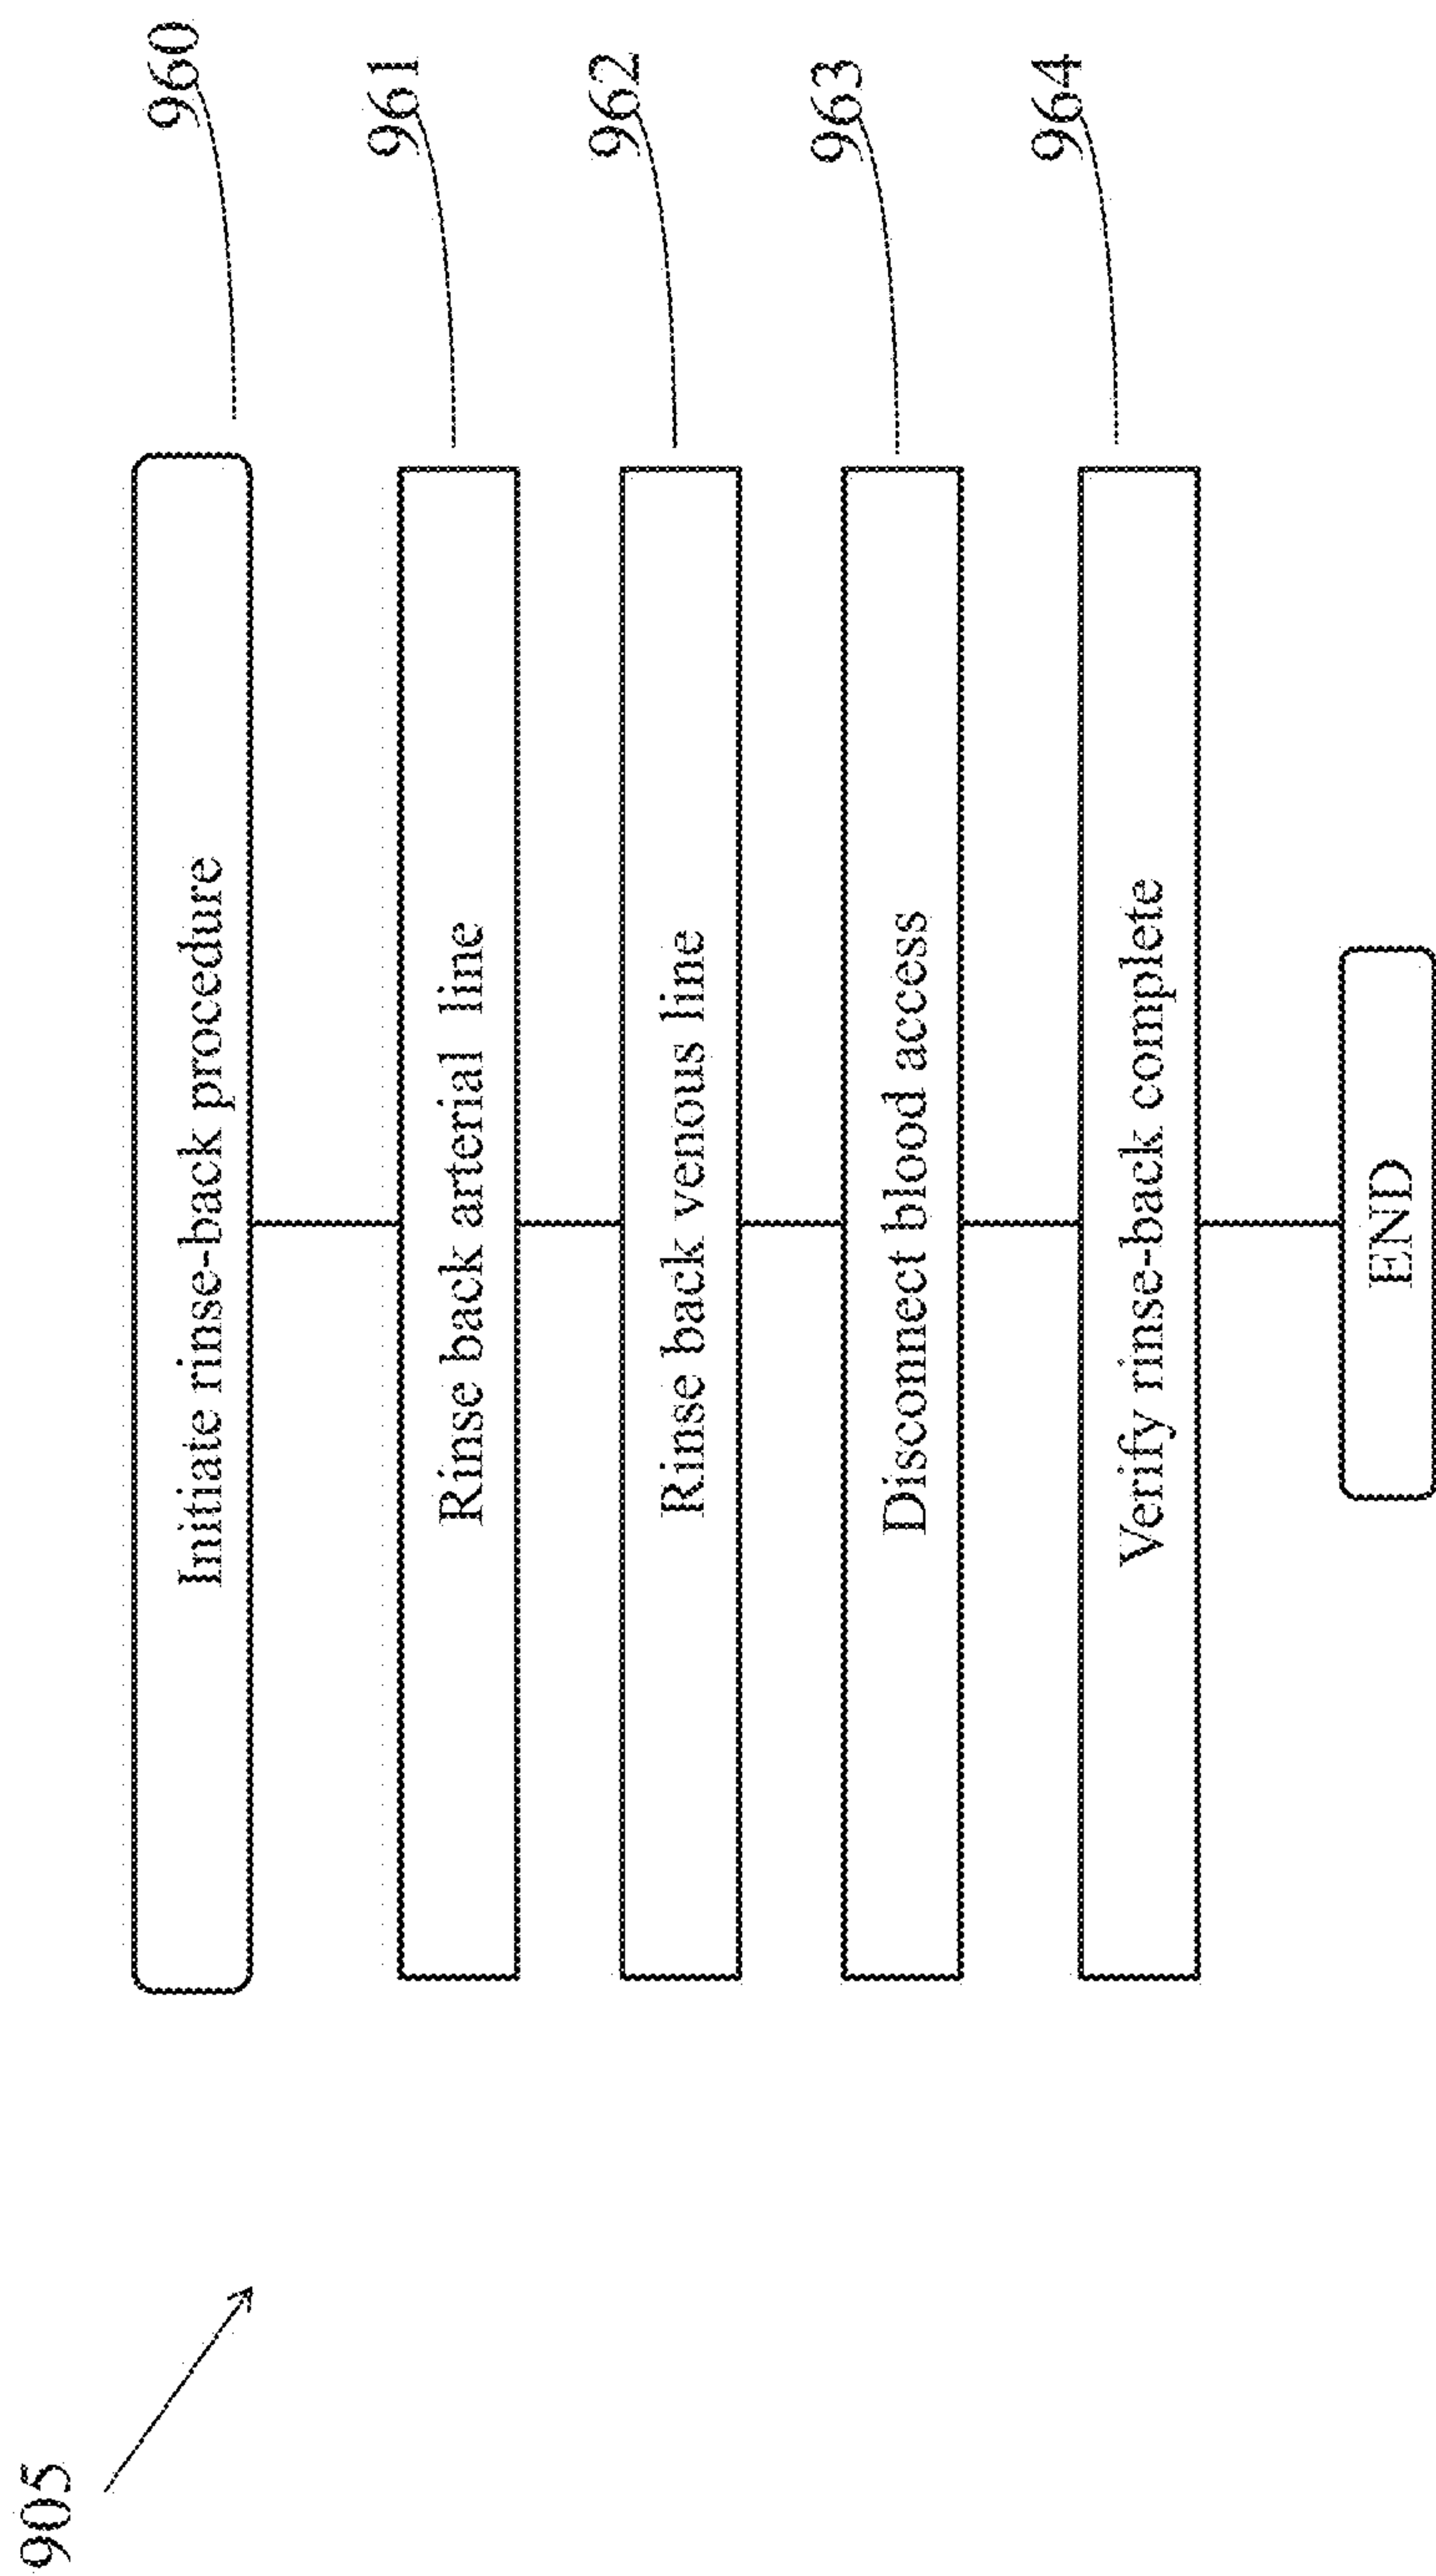 905
Initiate rinse-back procedure
960
Rinse back arterial line
961
Rinse back venous line
962
Disconnect blood access
963
Verify rinse-back complete
964
END